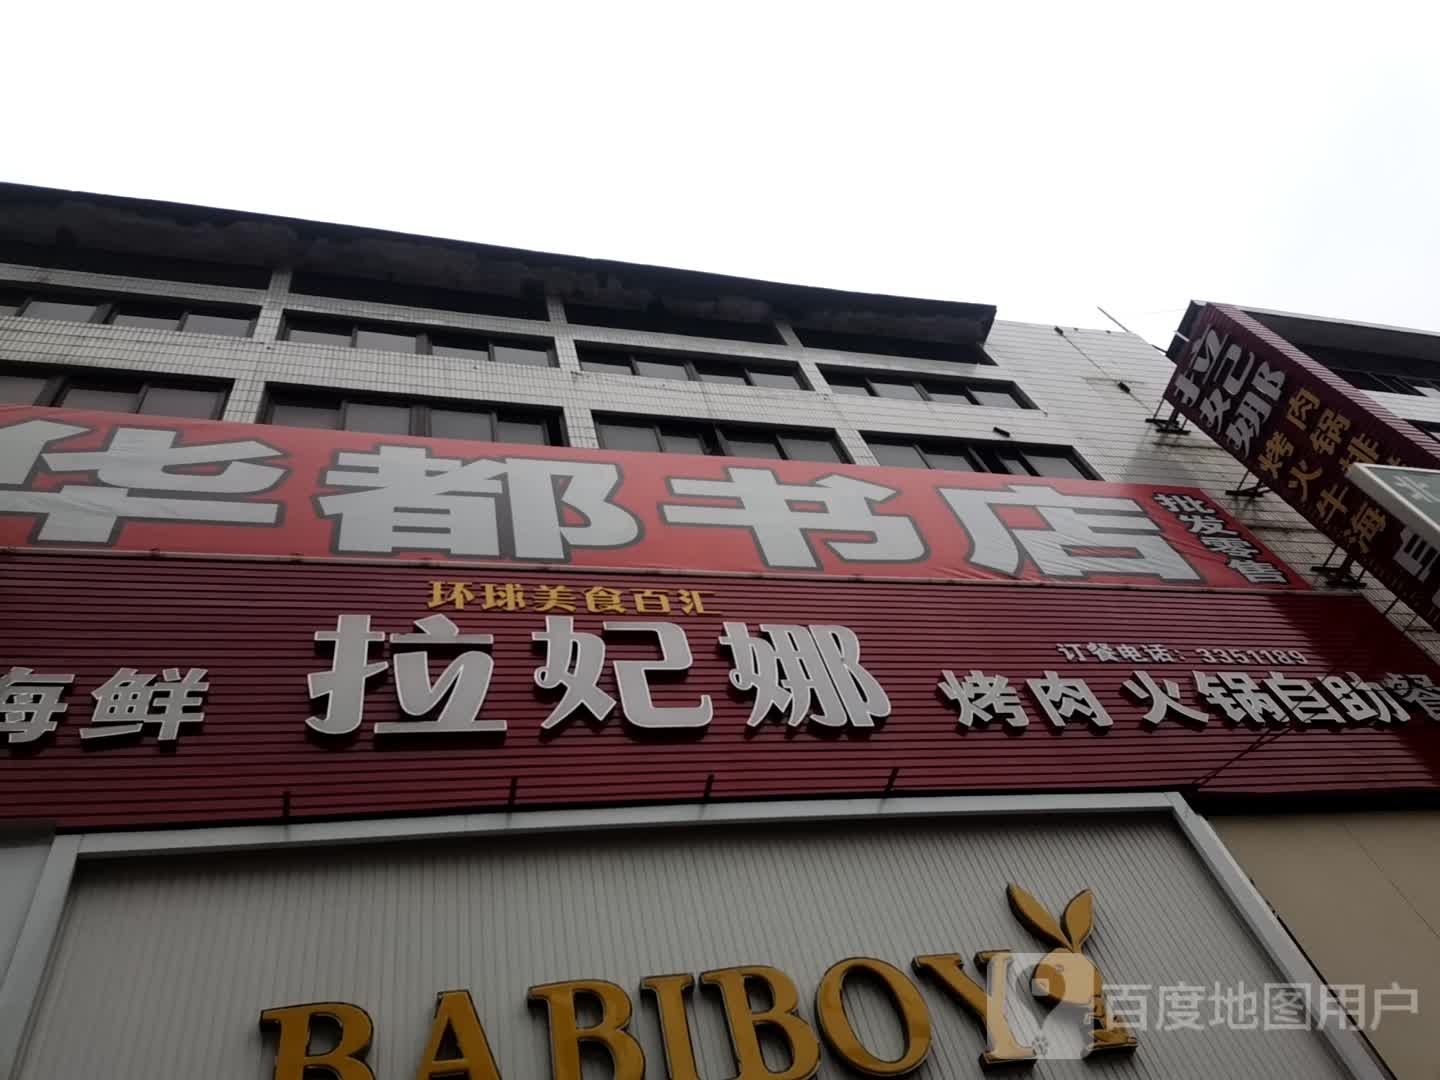 华都书店 批发零售
环球美食百汇
海鲜 拉妃娜 烤肉 火锅自助餐
订餐电话：3351189
拉妃娜
烤肉
火锅
牛排
海
自
BABIBOY
百度地图用户